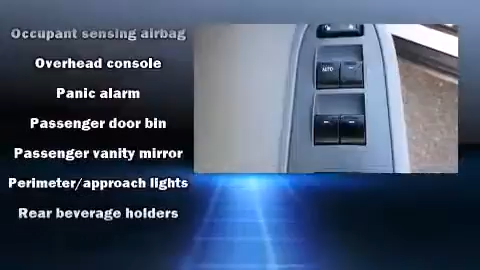 Occupant sensing airbag
Overhead console
Panic alarm
Passenger door bin
Passenger vanity mirror
Perimeter/approach lights
Rear beverage holders
AUTO